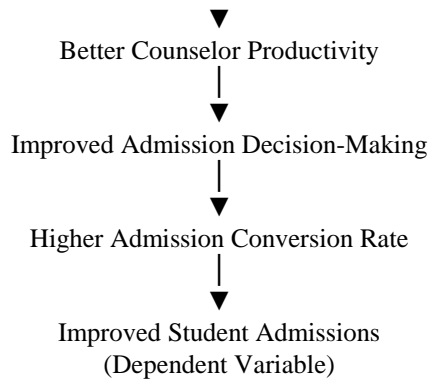 Better Counselor Productivity
Improved Admission Decision-Making
Higher Admission Conversion Rate
Improved Student Admissions
(Dependent Variable)